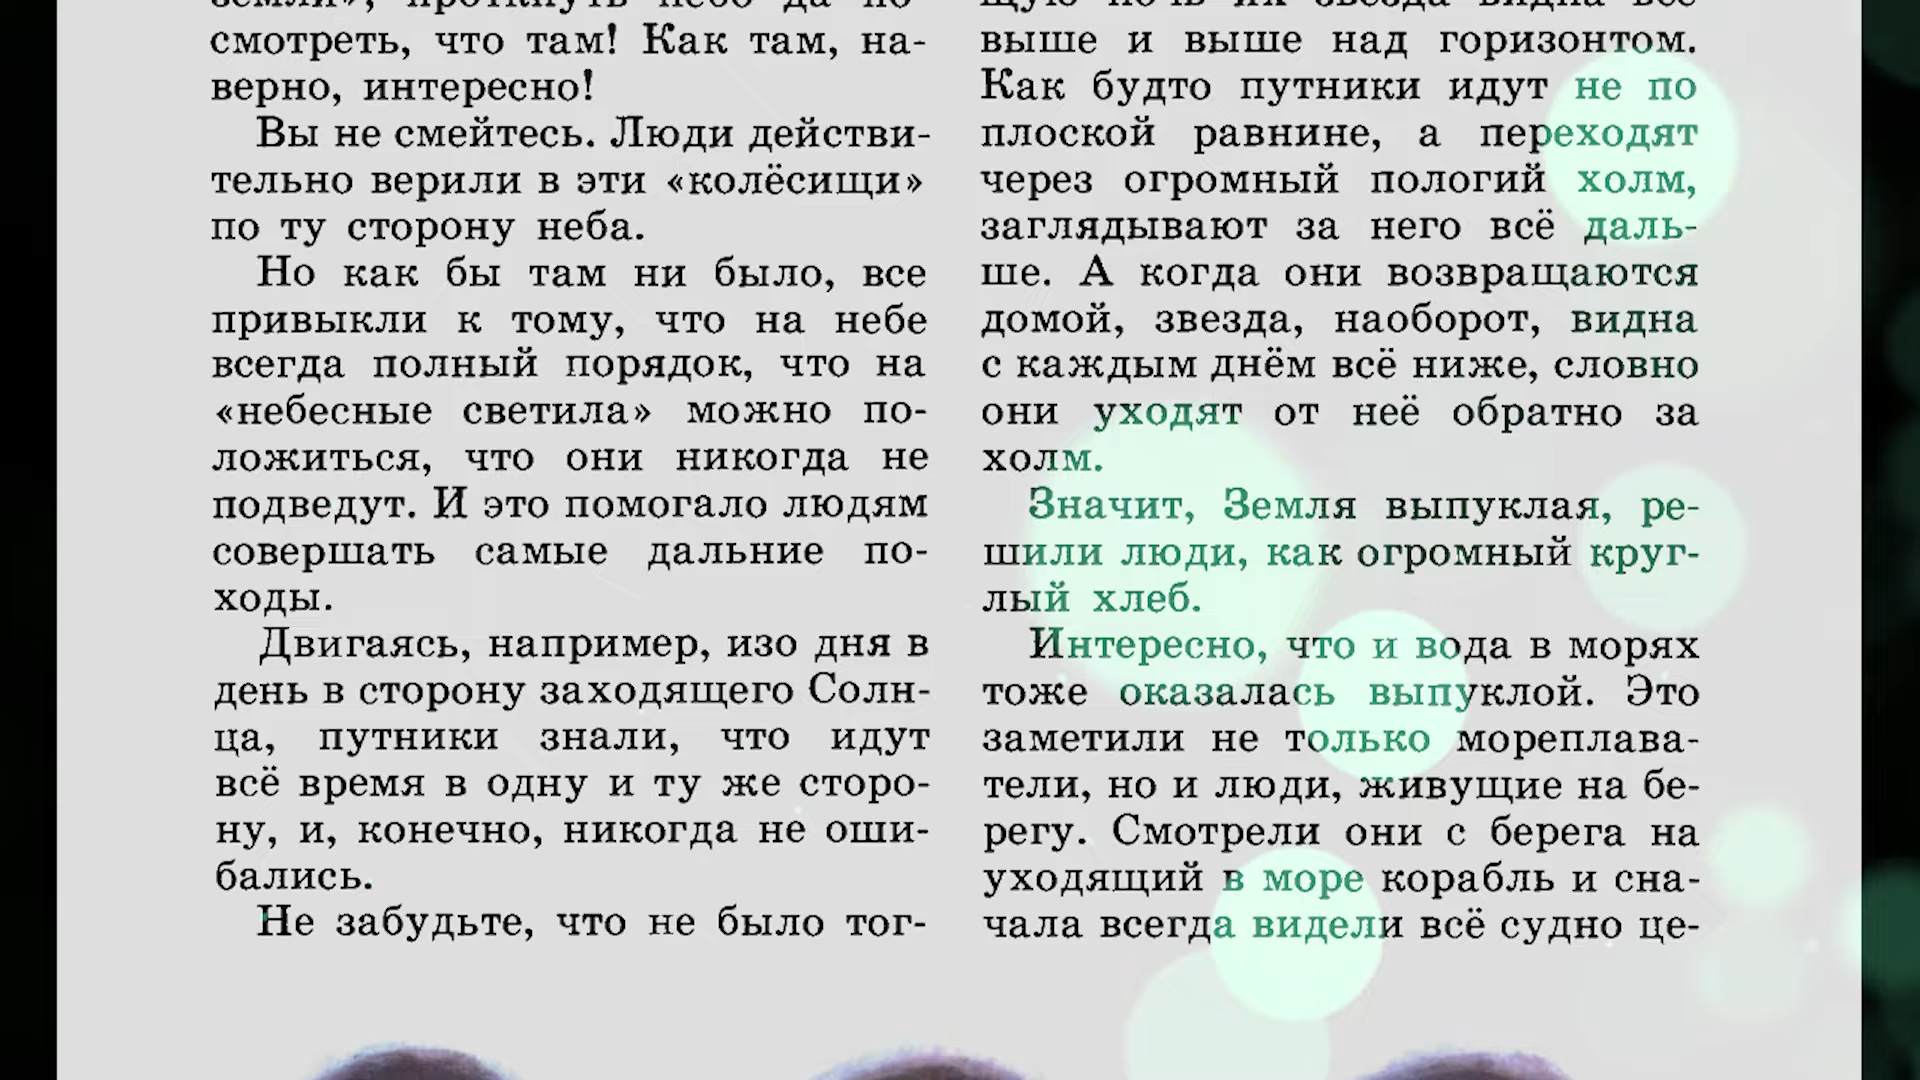 смотреть, что там! Как там, на-
верно, интересно!
Вы не смейтесь. Люди действи-
тельно верили в эти «колёсищи»
по ту сторону неба.
Но как бы там ни было, все
привыкли к тому, что на небе
всегда полный порядок, что на
«небесные светила» можно по-
ложиться, что они никогда не
подведут. И это помогало людям
совершать самые дальние по-
ходы.
Двигаясь, например, изо дня в
день в сторону заходящего Солн-
ца, путники знали, что идут
всё время в одну и ту же сторо-
ну, и, конечно, никогда не оши-
бались.
Не забудьте, что не было тог-
выше и выше над горизонтом.
Как будто путники идут не по
плоской равнине, а переходят
через огромный пологий холм,
заглядывают за него всё даль-
ше. А когда они возвращаются
домой, звезда, наоборот, видна
с каждым днём всё ниже, словно
они уходят от неё обратно за
холм.
Значит, Земля выпуклая, ре-
шили люди, как огромный круг-
лый хлеб.
Интересно, что и вода в морях
тоже оказалась выпуклой. Это
заметили не только мореплава-
тели, но и люди, живущие на бе-
регу. Смотрели они с берега на
уходящий в море корабль и сна-
чала всегда видели всё судно це-